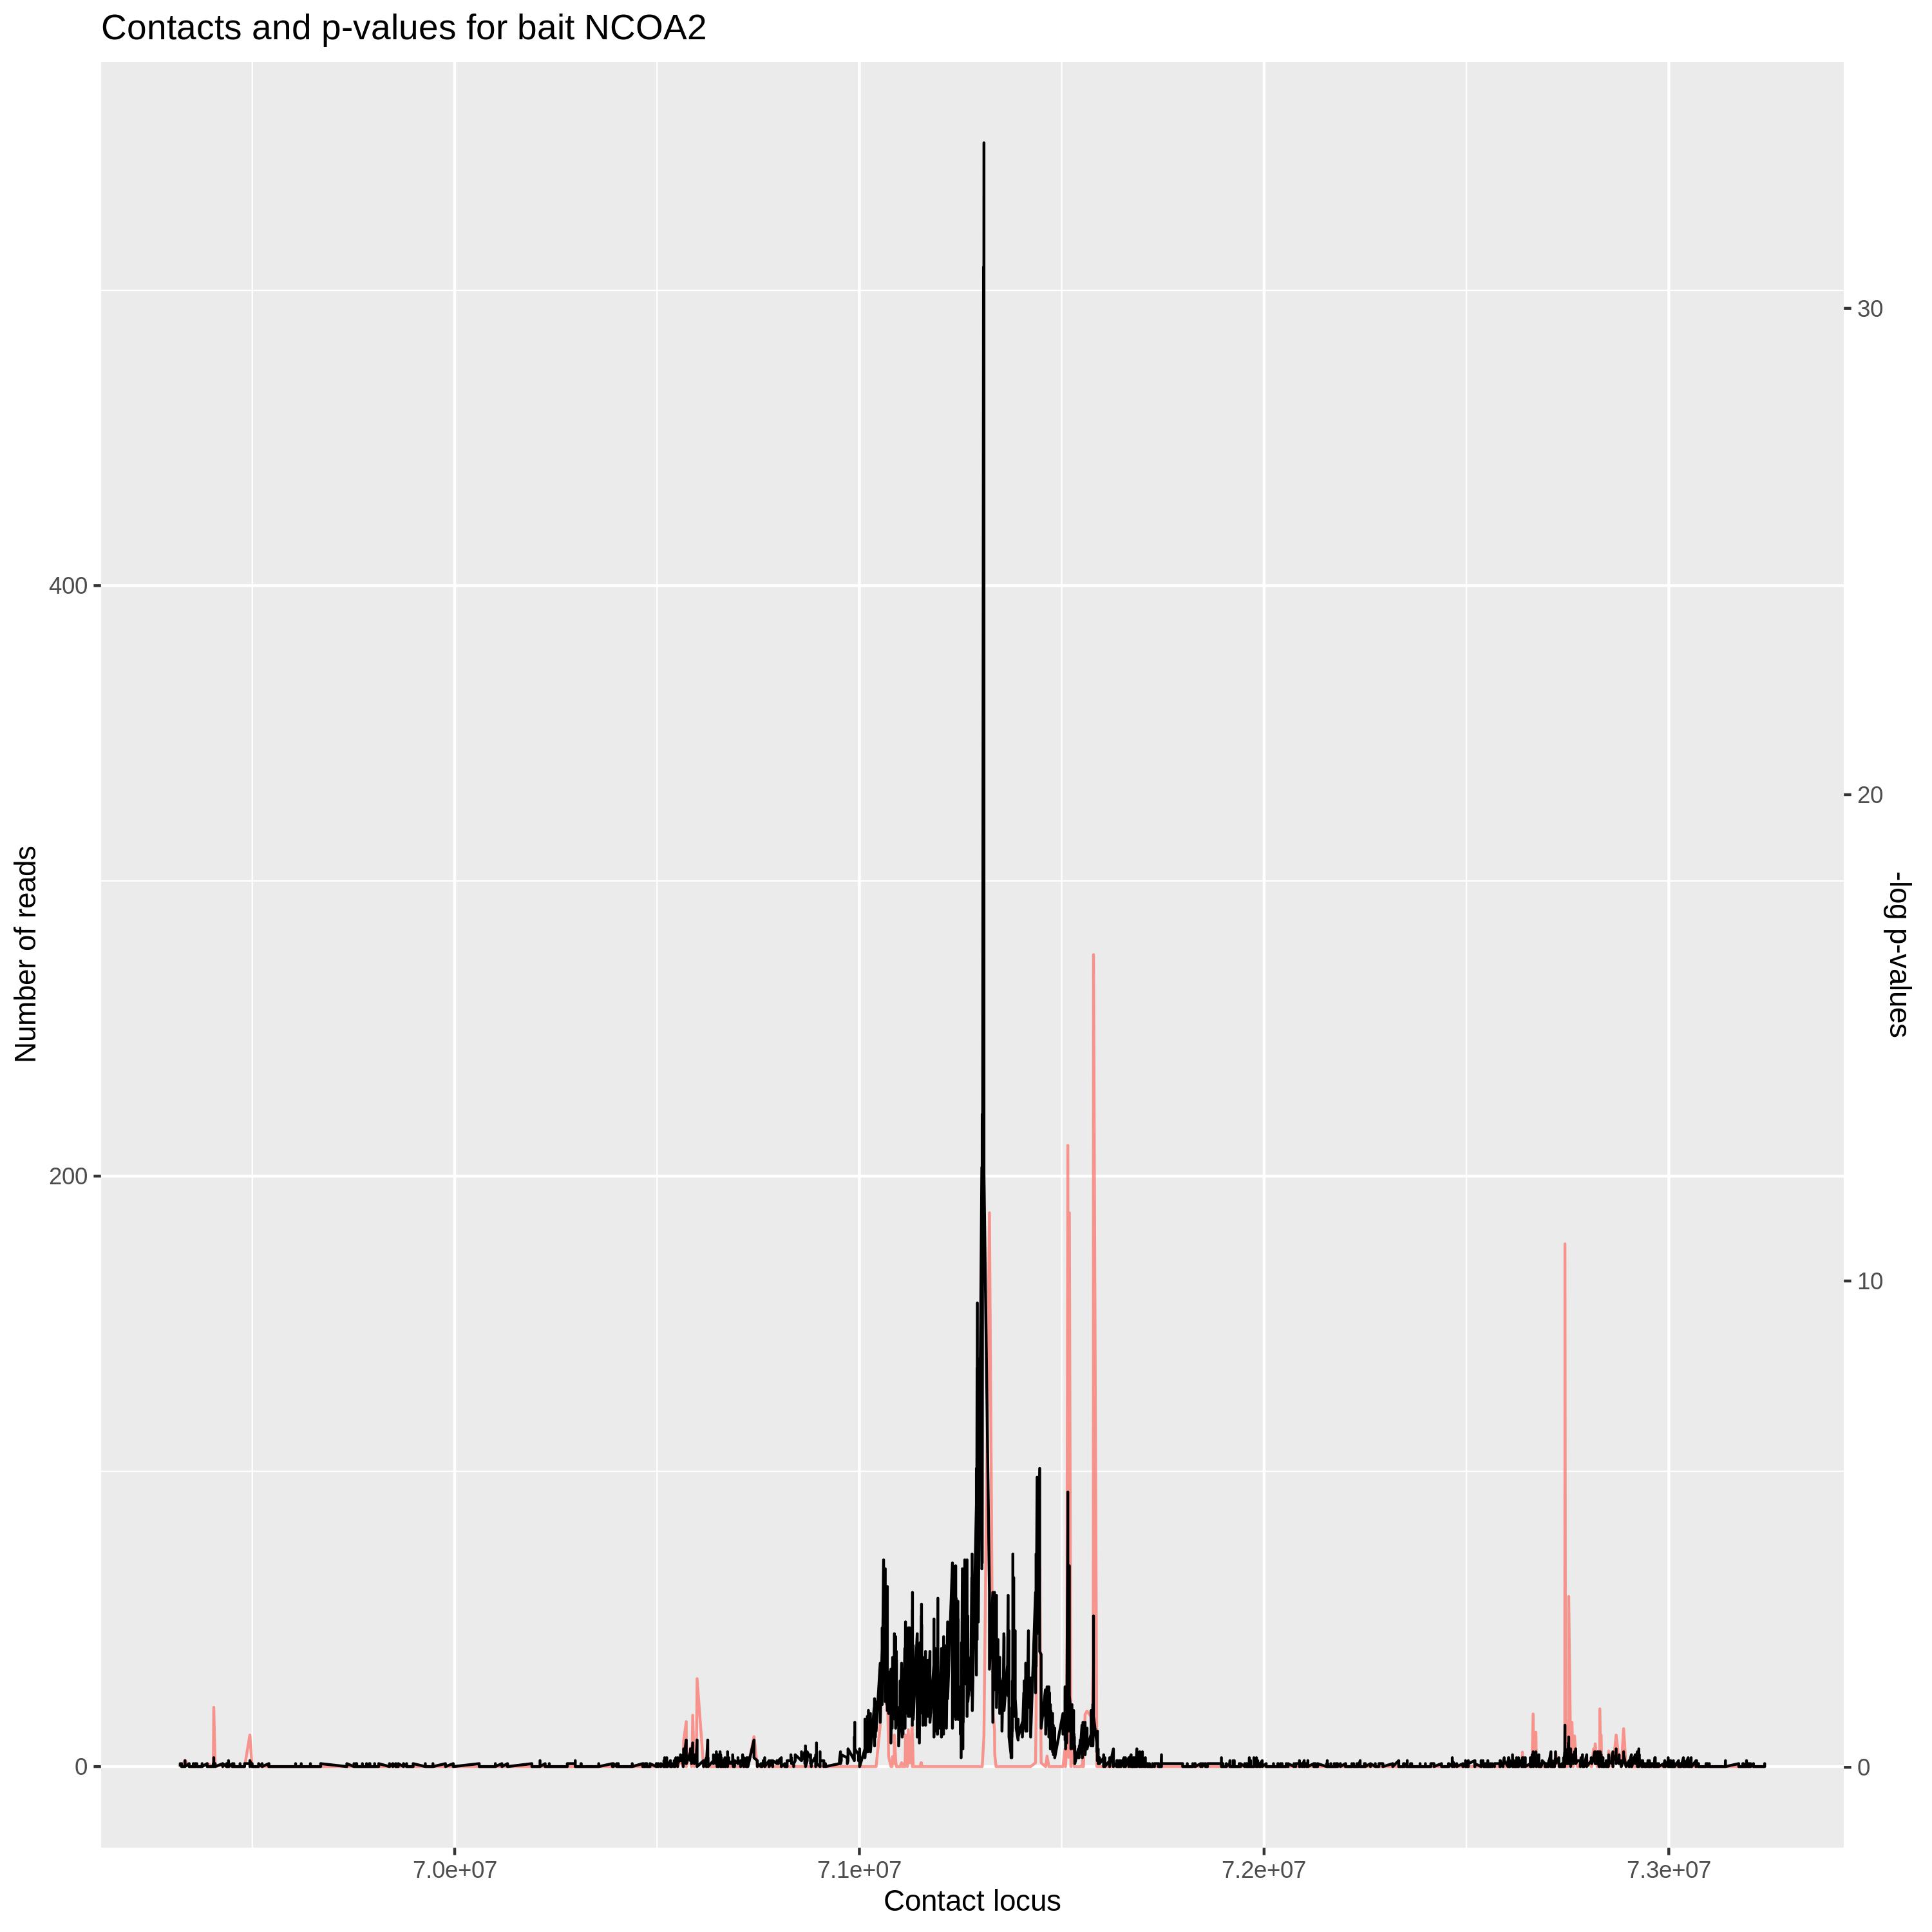 Contacts and p-values for bait NCOA2
Number of reads
400
200
0
30
20
10
0
-log p-values
7.0e+07
7.1e+07
7.2e+07
7.3e+07
Contact locus